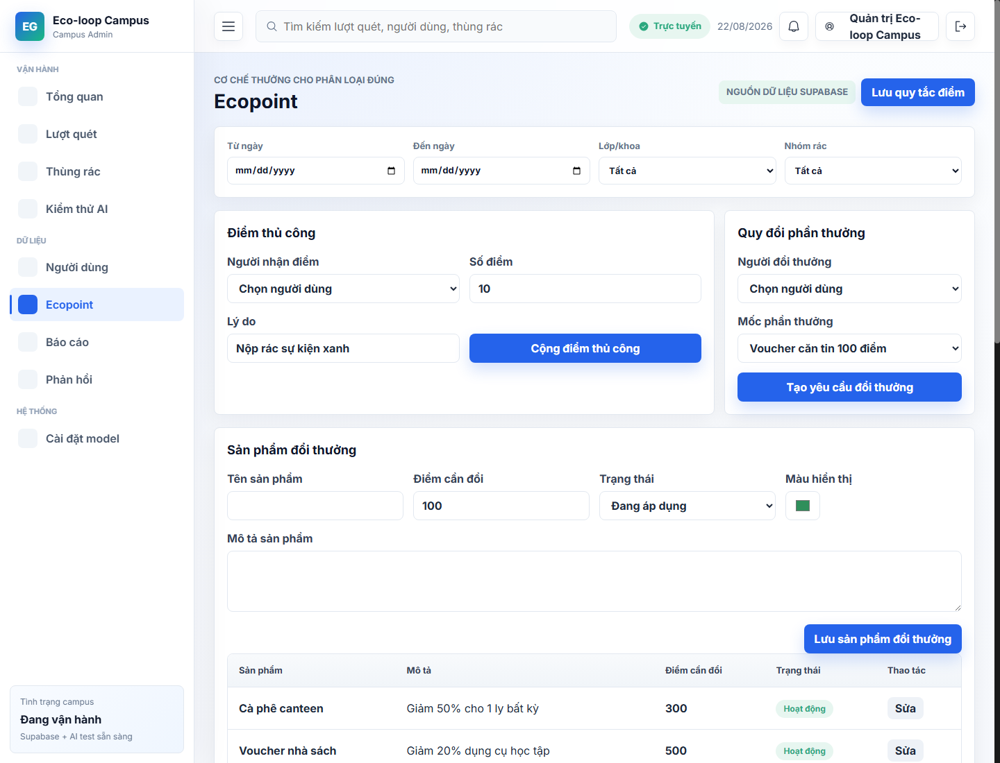 EG
Eco-loop Campus
Campus Admin
Tìm kiếm lượt quét, người dùng, thùng rác
Trực tuyến
22/08/2026
Quản trị Eco-
loop Campus
VẬN HÀNH
Tổng quan
Lượt quét
Thùng rác
Kiểm thử AI
DỮ LIỆU
Người dùng
Ecopoint
Báo cáo
Phản hồi
HỆ THỐNG
Cài đặt model
Tình trạng campus
Đang vận hành
Supabase + AI test sẵn sàng
CƠ CHẾ THƯỞNG CHO PHÂN LOẠI ĐÚNG
Ecopoint
NGUỒN DỮ LIỆU SUPABASE
Lưu quy tắc điểm
Từ ngày
Đến ngày
Lớp/khoa
Nhóm rác
mm/dd/yyyy
mm/dd/yyyy
Tất cả
Tất cả
Điểm thủ công
Người nhận điểm
Số điểm
Chọn người dùng
10
Lý do
Nộp rác sự kiện xanh
Cộng điểm thủ công
Quy đổi phần thưởng
Người đổi thưởng
Chọn người dùng
Mốc phần thưởng
Voucher căn tin 100 điểm
Tạo yêu cầu đổi thưởng
Sản phẩm đổi thưởng
Tên sản phẩm
Điểm cần đổi
Trạng thái
Màu hiển thị
100
Đang áp dụng
Mô tả sản phẩm
Lưu sản phẩm đổi thưởng
Sản phẩm
Mô tả
Điểm cần đổi
Trạng thái
Thao tác
Cà phê canteen
Giảm 50% cho 1 ly bất kỳ
300
Hoạt động
Sửa
Voucher nhà sách
Giảm 20% dụng cụ học tập
500
Hoạt động
Sửa